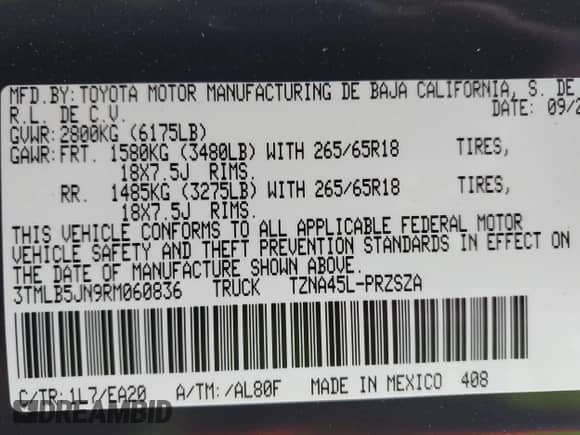 MFD.BY: TOYOTA MOTOR MANUFACTURING DE BAJA CALIFORNIA, S. DE
R. L. DE C.V. DATE: 09/2
GVWR: 2800KG (6175LB)
GAWR: FRT. 1580KG (3480LB) WITH 265/65R18 TIRES,
18X7.5J RIMS.
RR. 1485KG (3275LB) WITH 265/65R18 TIRES,
18X7.5J RIMS.
THIS VEHICLE CONFORMS TO ALL APPLICABLE FEDERAL MOTOR
VEHICLE SAFETY AND THEFT PREVENTION STANDARDS IN EFFECT ON
THE DATE OF MANUFACTURE SHOWN ABOVE.
3TMLB5JN9RM060836 TRUCK TZNA45L-PRZSZA
C/TR: 1L7/EA20 A/TM: /AL80F MADE IN MEXICO 408
DREAMBID